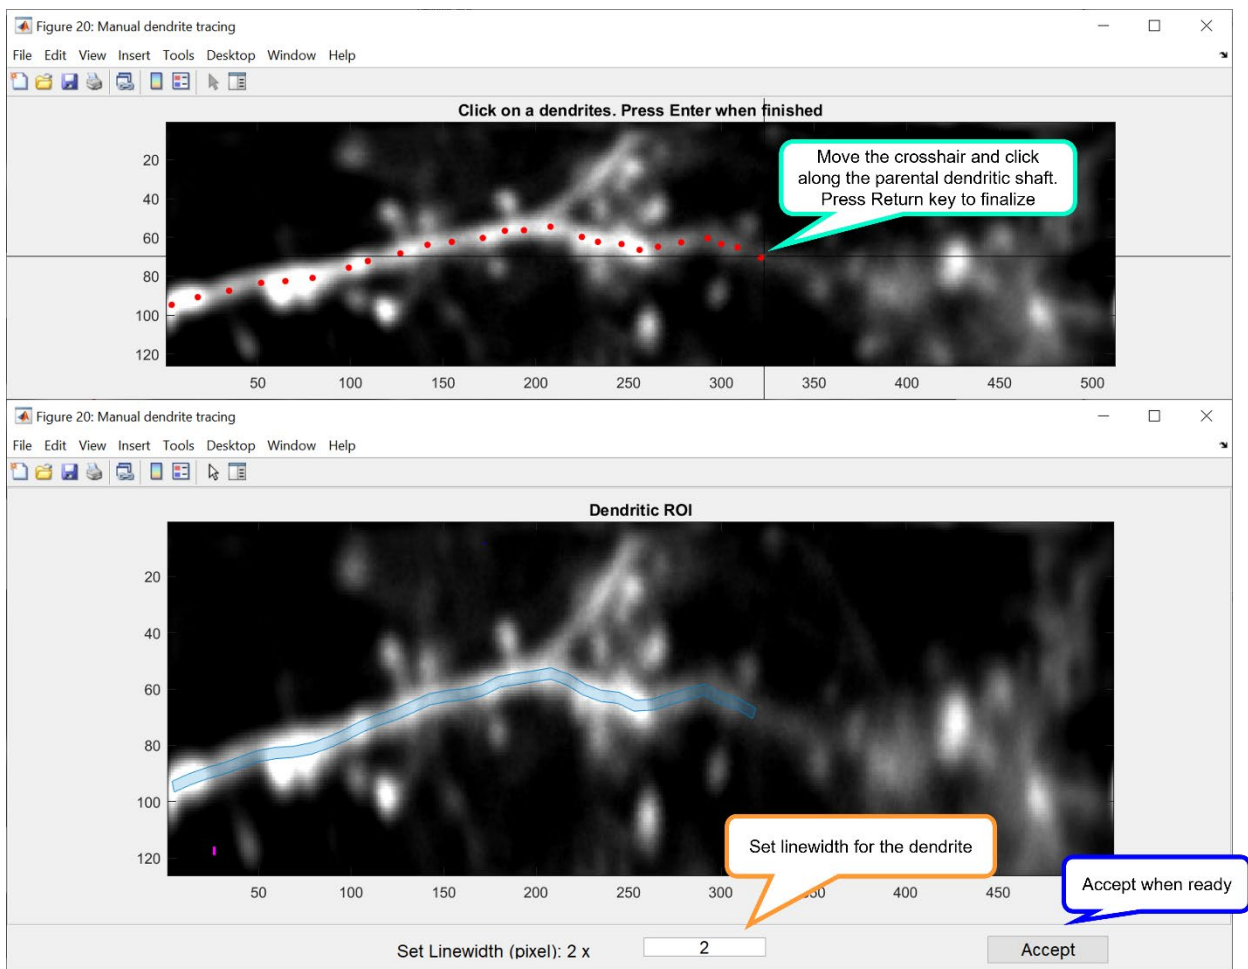 Figure 20: Manual dendrite tracing
File Edit View Insert Tools Desktop Window Help
Click on a dendrites. Press Enter when finished
Move the crosshair and click
along the parental dendritic shaft.
Press Return key to finalize
20
40
60
80
100
120
50 100 150 200 250 300 350 400 450 500
Figure 20: Manual dendrite tracing
File Edit View Insert Tools Desktop Window Help
Dendritic ROI
20
40
60
80
100
120
Set linewidth for the dendrite
Accept when ready
50 100 150 200 250 300 350 400 450
Set Linewidth (pixel): 2 x 2 Accept